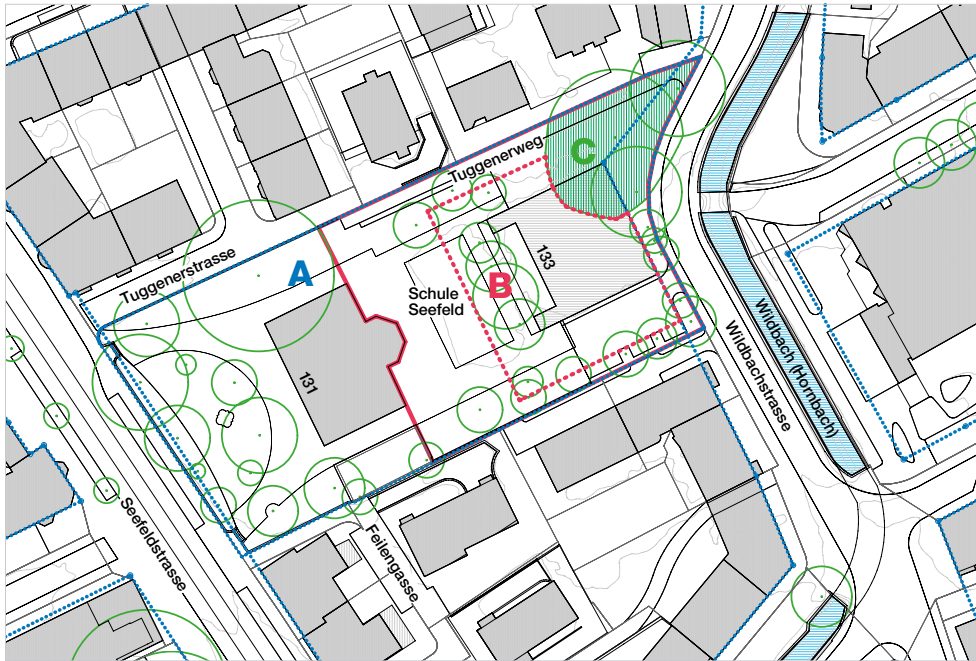 C
Tuggenerweg
A
Tuggenerstrasse
133
B
Schule
Seefeld
131
Wildbach (Hornbach)
Wildbachstrasse
Seefeldstrasse
Feilengasse